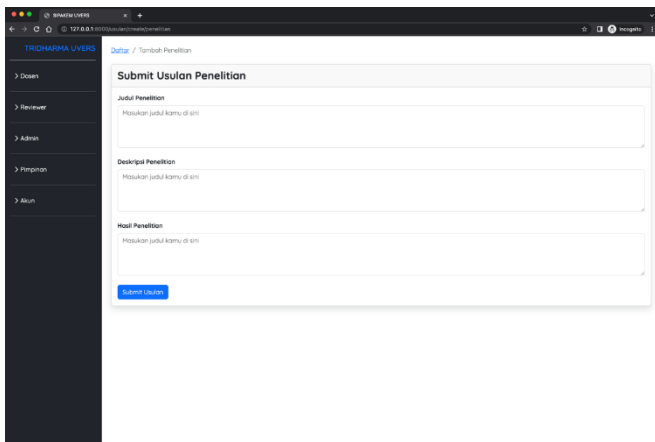 SIPAKEM UVERS
127.0.0.1:8000/usulan/create/penelitian
Incognito
TRIDHARMA UVERS
Daftar / Tambah Penelitian
> Dosen
> Reviewer
> Admin
> Pimpinan
> Akun
Submit Usulan Penelitian
Judul Penelitian
Masukan judul kamu di sini
Deskripsi Penelitian
Masukan judul kamu di sini
Hasil Penelitian
Masukan judul kamu di sini
Submit Usulan